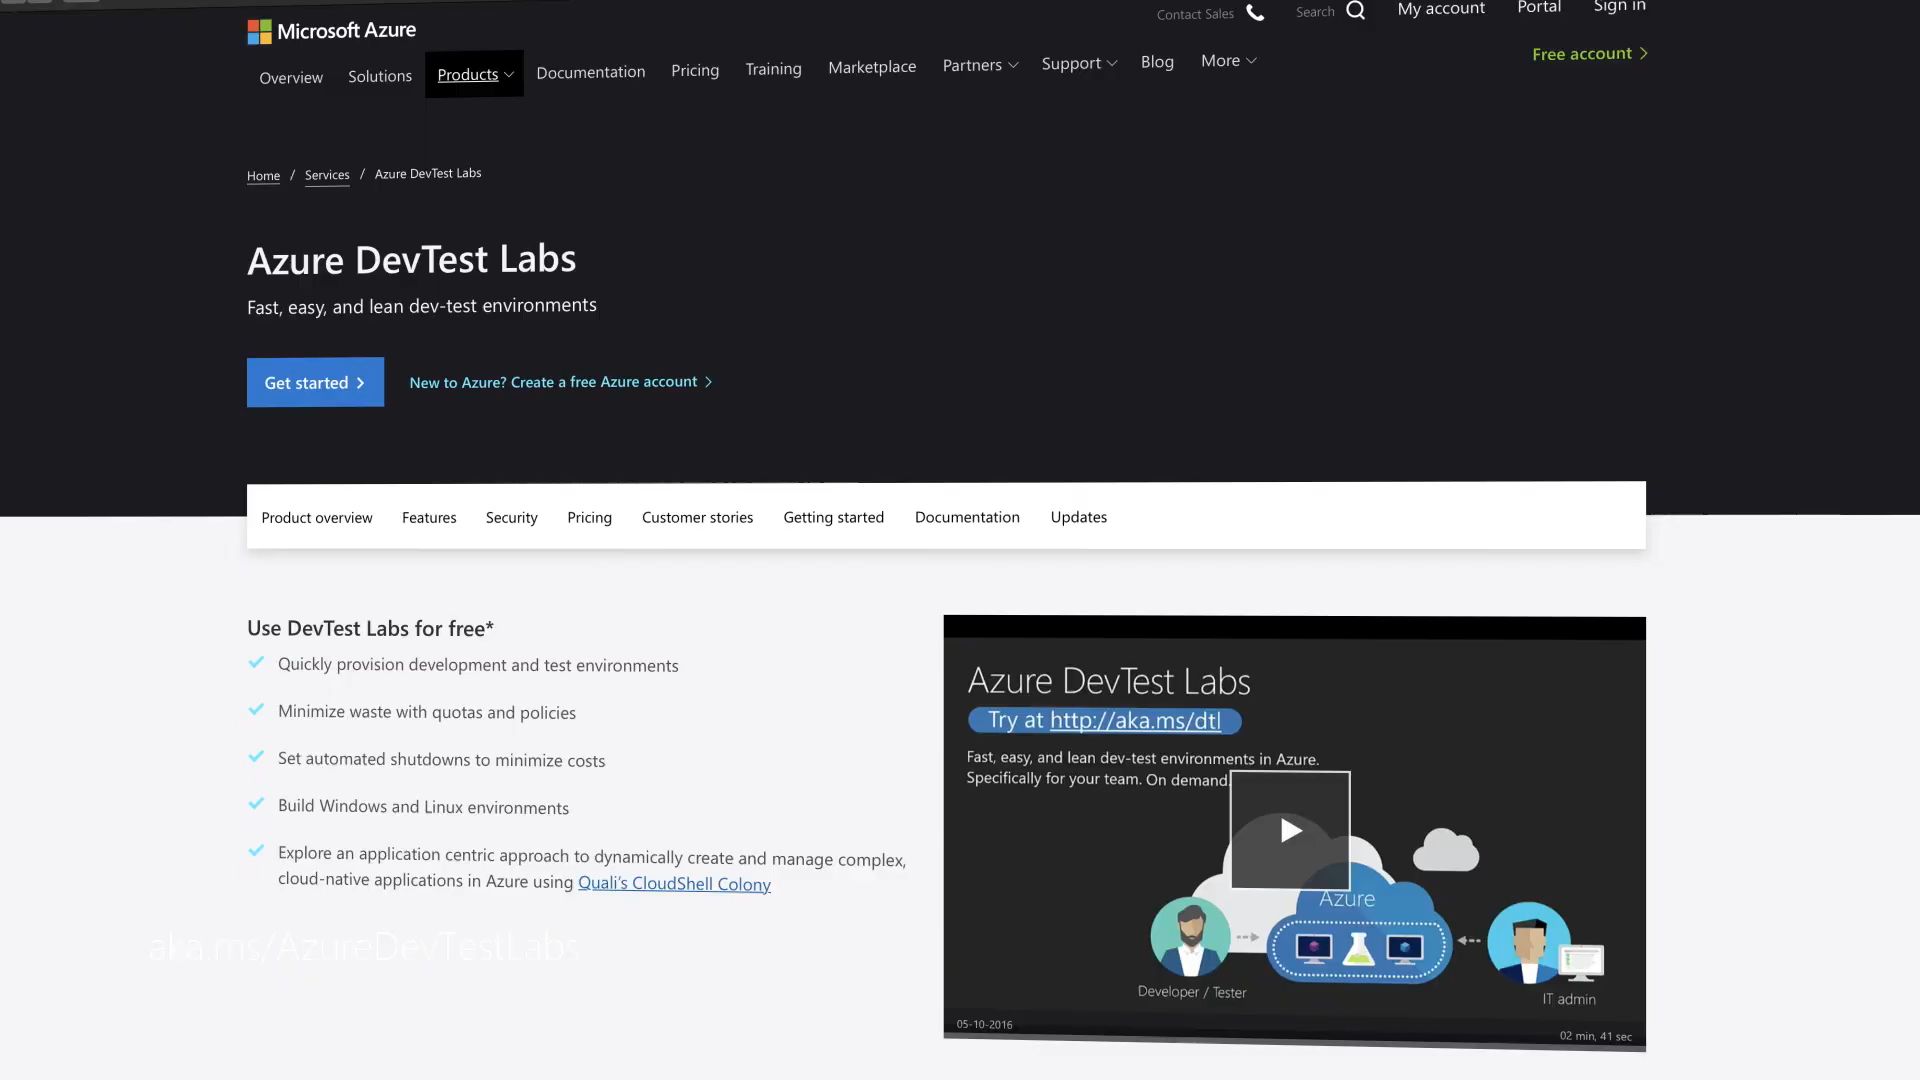 Contact Sales
Search
My account
Portal
Sign in
Microsoft Azure
Overview
Solutions
Products
Documentation
Pricing
Training
Marketplace
Partners
Support
Blog
More
Free account
Home / Services / Azure DevTest Labs
Azure DevTest Labs
Fast, easy, and lean dev-test environments
Get started
New to Azure? Create a free Azure account
Product overview
Features
Security
Pricing
Customer stories
Getting started
Documentation
Updates
Use DevTest Labs for free*
Quickly provision development and test environments
Minimize waste with quotas and policies
Set automated shutdowns to minimize costs
Build Windows and Linux environments
Explore an application centric approach to dynamically create and manage complex,
cloud-native applications in Azure using Quali's CloudShell Colony
aka.ms/AzureDevTestLabs
Azure DevTest Labs
Try at http://aka.ms/dtl
Fast, easy, and lean dev-test environments in Azure.
Specifically for your team. On demand.
Azure
Developer / Tester
IT admin
05-10-2016
02 min, 41 sec